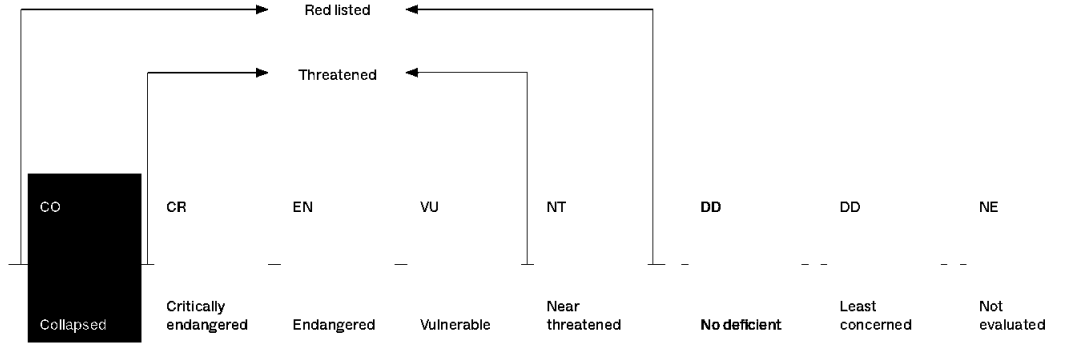 Red listed
Threatened
CO CR EN VU NT DD DD NE
Collapsed
Critically
endangered
Endangered
Vulnerable
Near
threatened
No deficient
Least
concerned
Not
evaluated